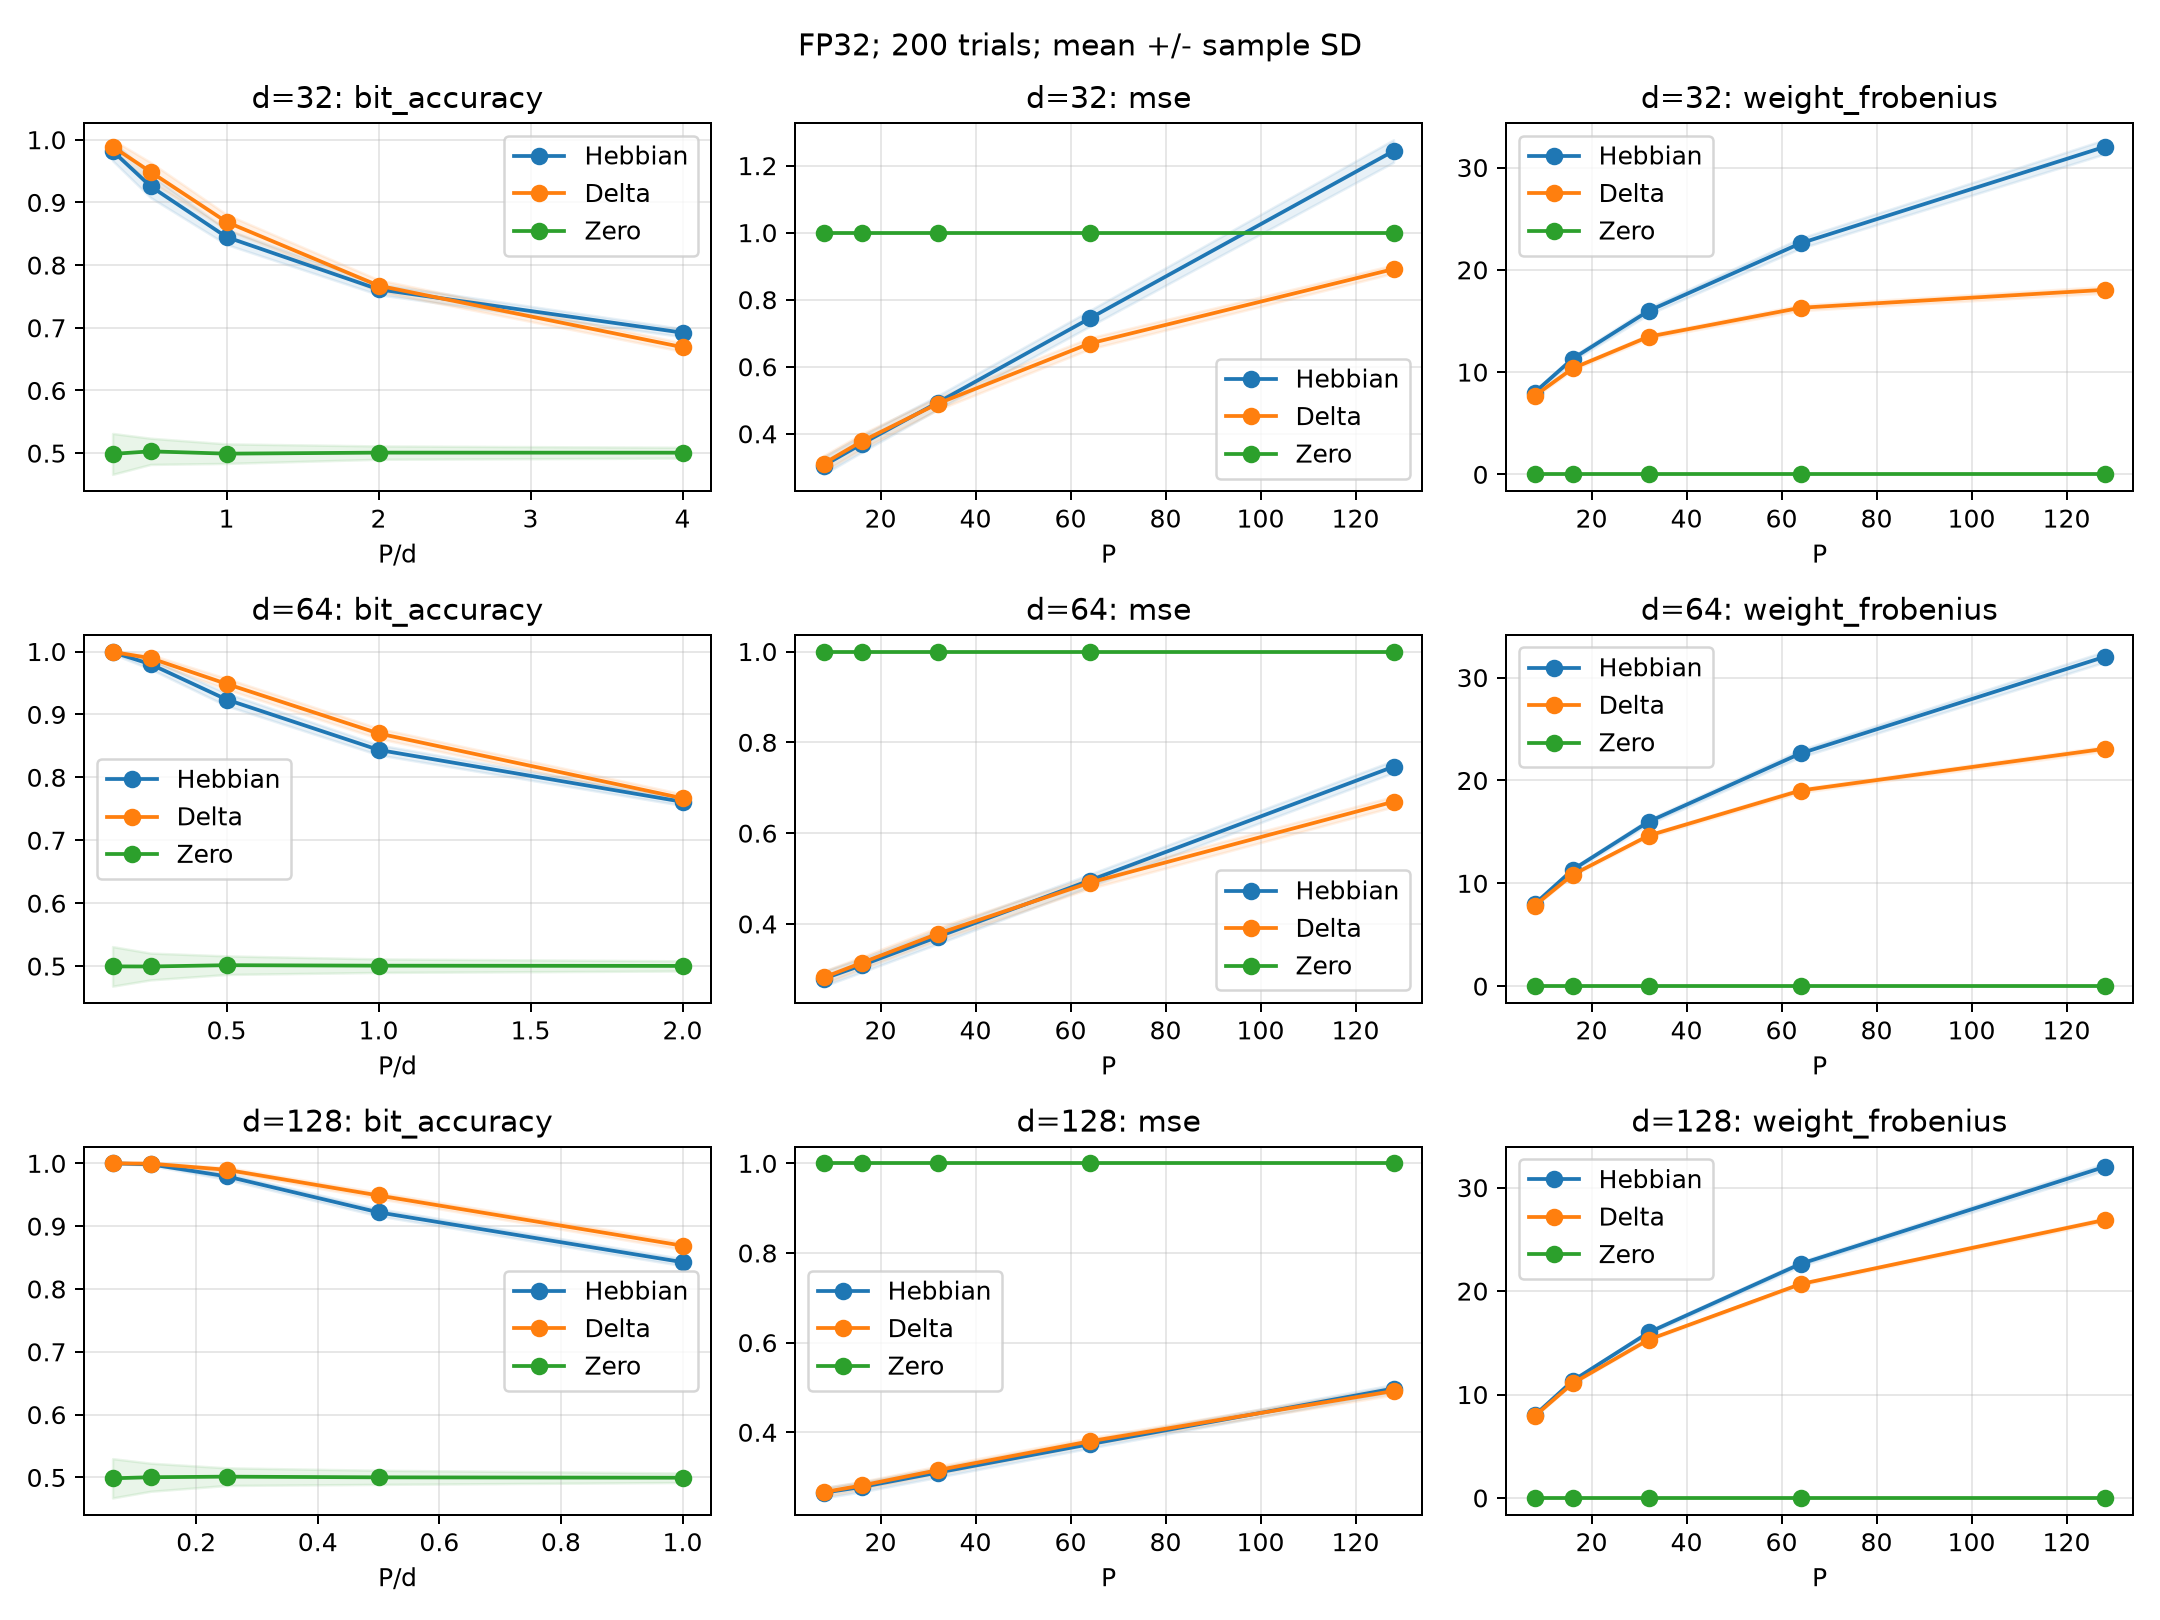 FP32; 200 trials; mean +/- sample SD
d=32: bit_accuracy
1.0
0.9
0.8
0.7
0.6
0.5
1
2
3
4
P/d
Hebbian
Delta
Zero
d=32: mse
1.2
1.0
0.8
0.6
0.4
20
40
60
80
100
120
P
Hebbian
Delta
Zero
d=32: weight_frobenius
30
20
10
0
20
40
60
80
100
120
P
Hebbian
Delta
Zero
d=64: bit_accuracy
1.0
0.9
0.8
0.7
0.6
0.5
0.5
1.0
1.5
2.0
P/d
Hebbian
Delta
Zero
d=64: mse
1.0
0.8
0.6
0.4
20
40
60
80
100
120
P
Hebbian
Delta
Zero
d=64: weight_frobenius
30
20
10
0
20
40
60
80
100
120
P
Hebbian
Delta
Zero
d=128: bit_accuracy
1.0
0.9
0.8
0.7
0.6
0.5
0.2
0.4
0.6
0.8
1.0
P/d
Hebbian
Delta
Zero
d=128: mse
1.0
0.8
0.6
0.4
20
40
60
80
100
120
P
Hebbian
Delta
Zero
d=128: weight_frobenius
30
20
10
0
20
40
60
80
100
120
P
Hebbian
Delta
Zero